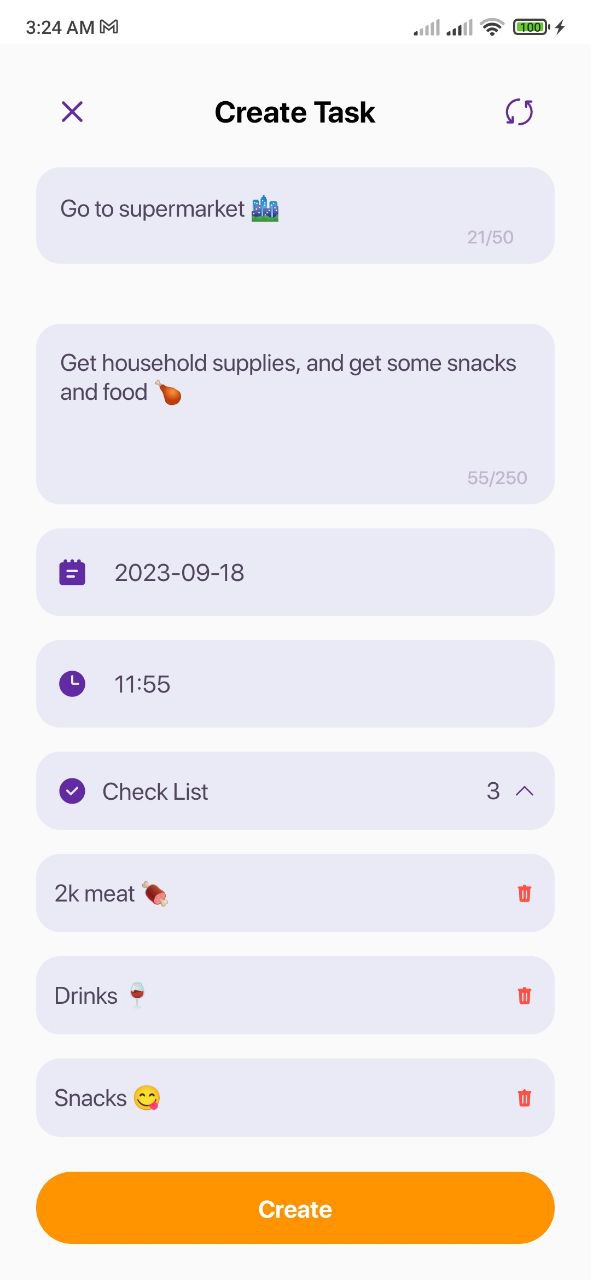 3:24 AM
100
Create Task
Go to supermarket 🏙️
21/50
Get household supplies, and get some snacks
and food 🍗
55/250
2023-09-18
11:55
Check List 3
2k meat 🍖
Drinks 🍷
Snacks 😋
Create